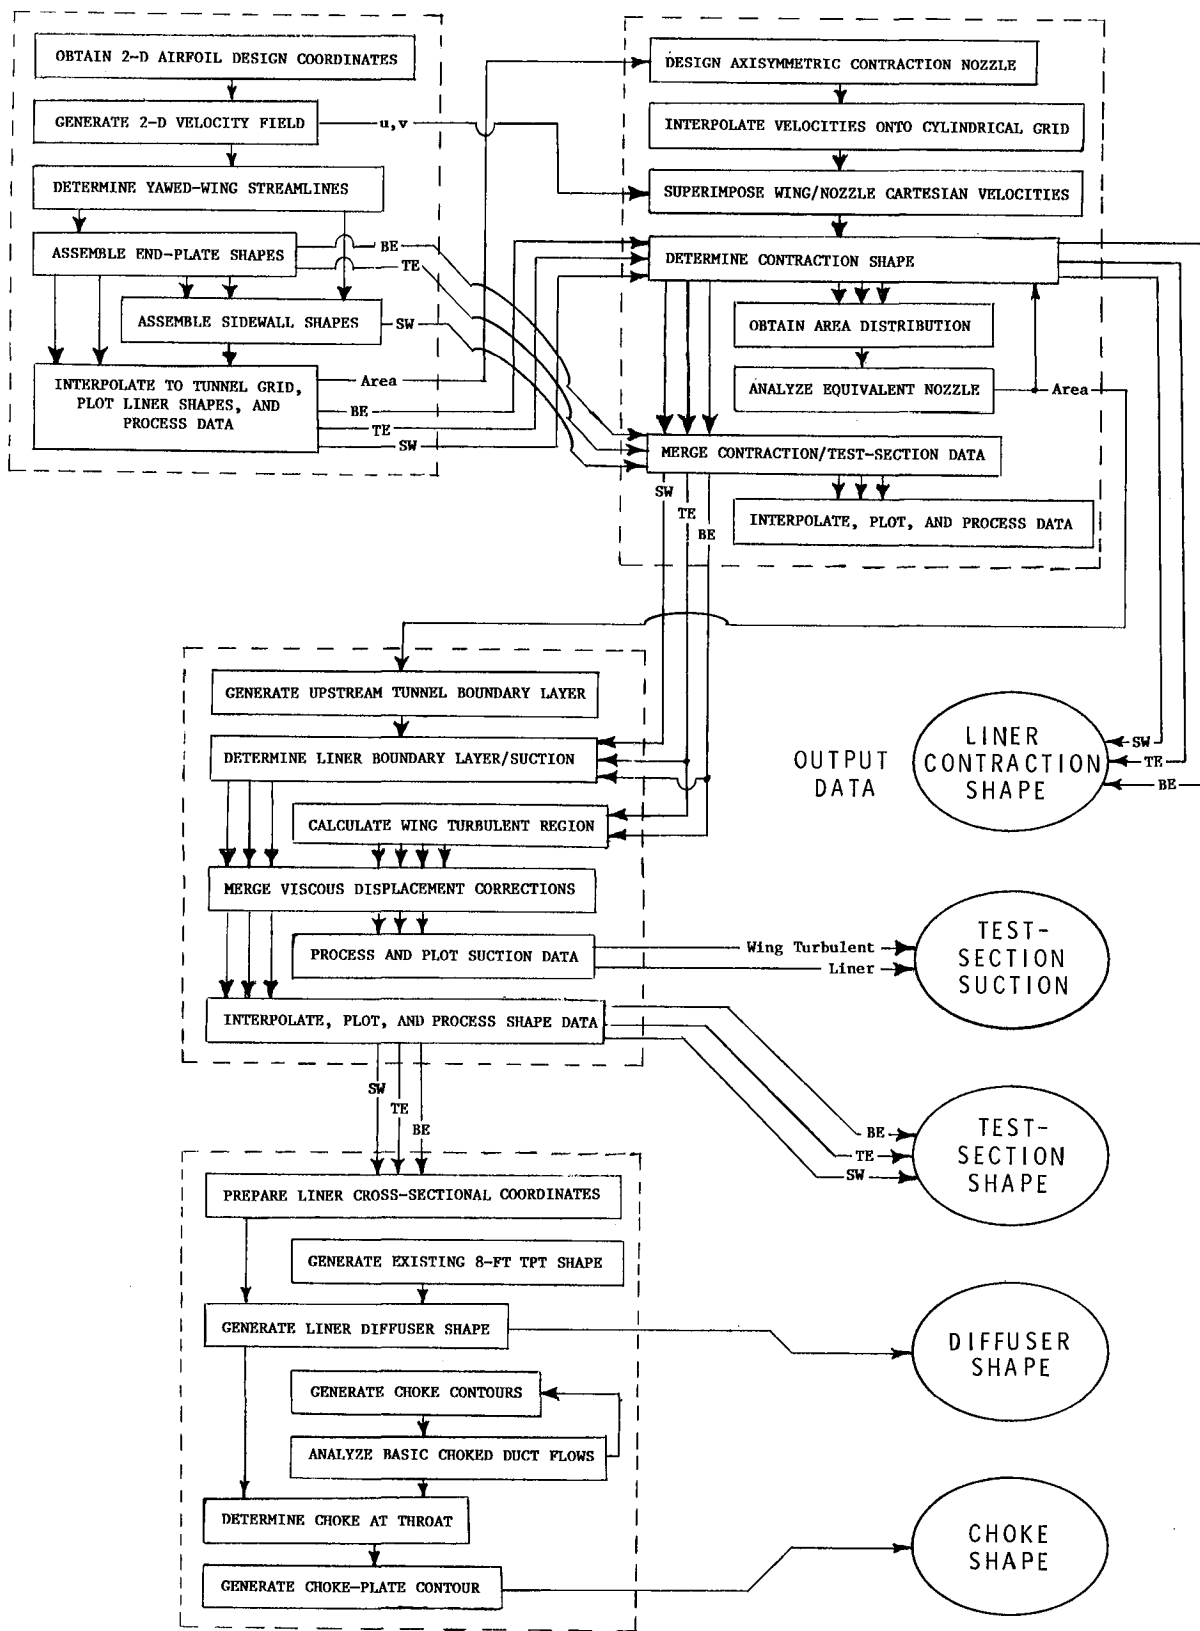 OBTAIN 2-D AIRFOIL DESIGN COORDINATES
GENERATE 2-D VELOCITY FIELD
u,v
DETERMINE YAWED-WING STREAMLINES
ASSEMBLE END-PLATE SHAPES
BE
TE
ASSEMBLE SIDEWALL SHAPES
SW
INTERPOLATE TO TUNNEL GRID,
PLOT LINER SHAPES, AND
PROCESS DATA
Area
BE
TE
SW
DESIGN AXISYMMETRIC CONTRACTION NOZZLE
INTERPOLATE VELOCITIES ONTO CYLINDRICAL GRID
SUPERIMPOSE WING/NOZZLE CARTESIAN VELOCITIES
DETERMINE CONTRACTION SHAPE
OBTAIN AREA DISTRIBUTION
ANALYZE EQUIVALENT NOZZLE
Area
MERGE CONTRACTION/TEST-SECTION DATA
SW
TE
BE
INTERPOLATE, PLOT, AND PROCESS DATA
GENERATE UPSTREAM TUNNEL BOUNDARY LAYER
DETERMINE LINER BOUNDARY LAYER/SUCTION
CALCULATE WING TURBULENT REGION
MERGE VISCOUS DISPLACEMENT CORRECTIONS
PROCESS AND PLOT SUCTION DATA
Wing Turbulent
Liner
INTERPOLATE, PLOT, AND PROCESS SHAPE DATA
SW
TE
BE
OUTPUT
DATA
LINER
CONTRACTION
SHAPE
SW
TE
BE
TEST-
SECTION
SUCTION
BE
TE
SW
TEST-
SECTION
SHAPE
PREPARE LINER CROSS-SECTIONAL COORDINATES
GENERATE EXISTING 8-FT TPT SHAPE
GENERATE LINER DIFFUSER SHAPE
DIFFUSER
SHAPE
GENERATE CHOKE CONTOURS
ANALYZE BASIC CHOKED DUCT FLOWS
DETERMINE CHOKE AT THROAT
GENERATE CHOKE-PLATE CONTOUR
CHOKE
SHAPE